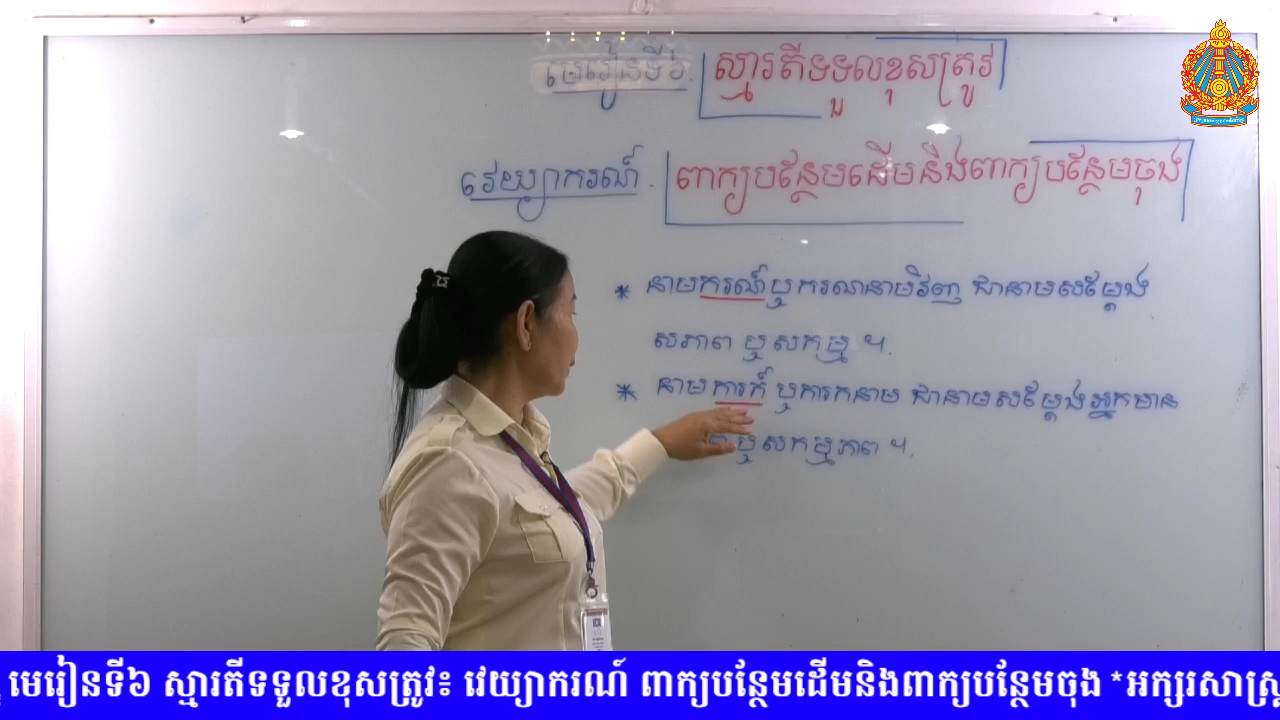 មេរៀនទី៦. ស្មារតីទទួលខុសត្រូវ
វេយ្យាករណ៍. ពាក្យបន្ថែមដើមនិងពាក្យបន្ថែមចុង
* នាមករណ៍ឬករណនាមវិញ ជានាមសម្ដែង
សភាព ឬសកម្ម ។
* នាមការក៍ ឬការកនាម ជានាមសម្ដែងអ្នកមាន
ឬសកម្មភាព ។
មេរៀនទី៦ ស្មារតីទទួលខុសត្រូវ៖ វេយ្យាករណ៍ ពាក្យបន្ថែមដើមនិងពាក្យបន្ថែមចុង *អក្សរសាស្ត្រ